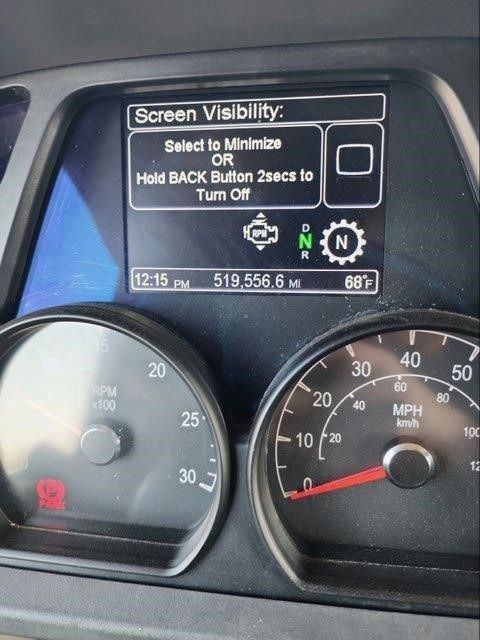 Screen Visibility:
Select to Minimize
OR
Hold BACK Button 2secs to
Turn Off
RPM
D
N
R
N
12:15 PM 519,556.6 MI 68°F
15
20
25
30
RPM
x100
PARK
0
10
20
30
40
50
20
40
60
80
100
MPH
km/h